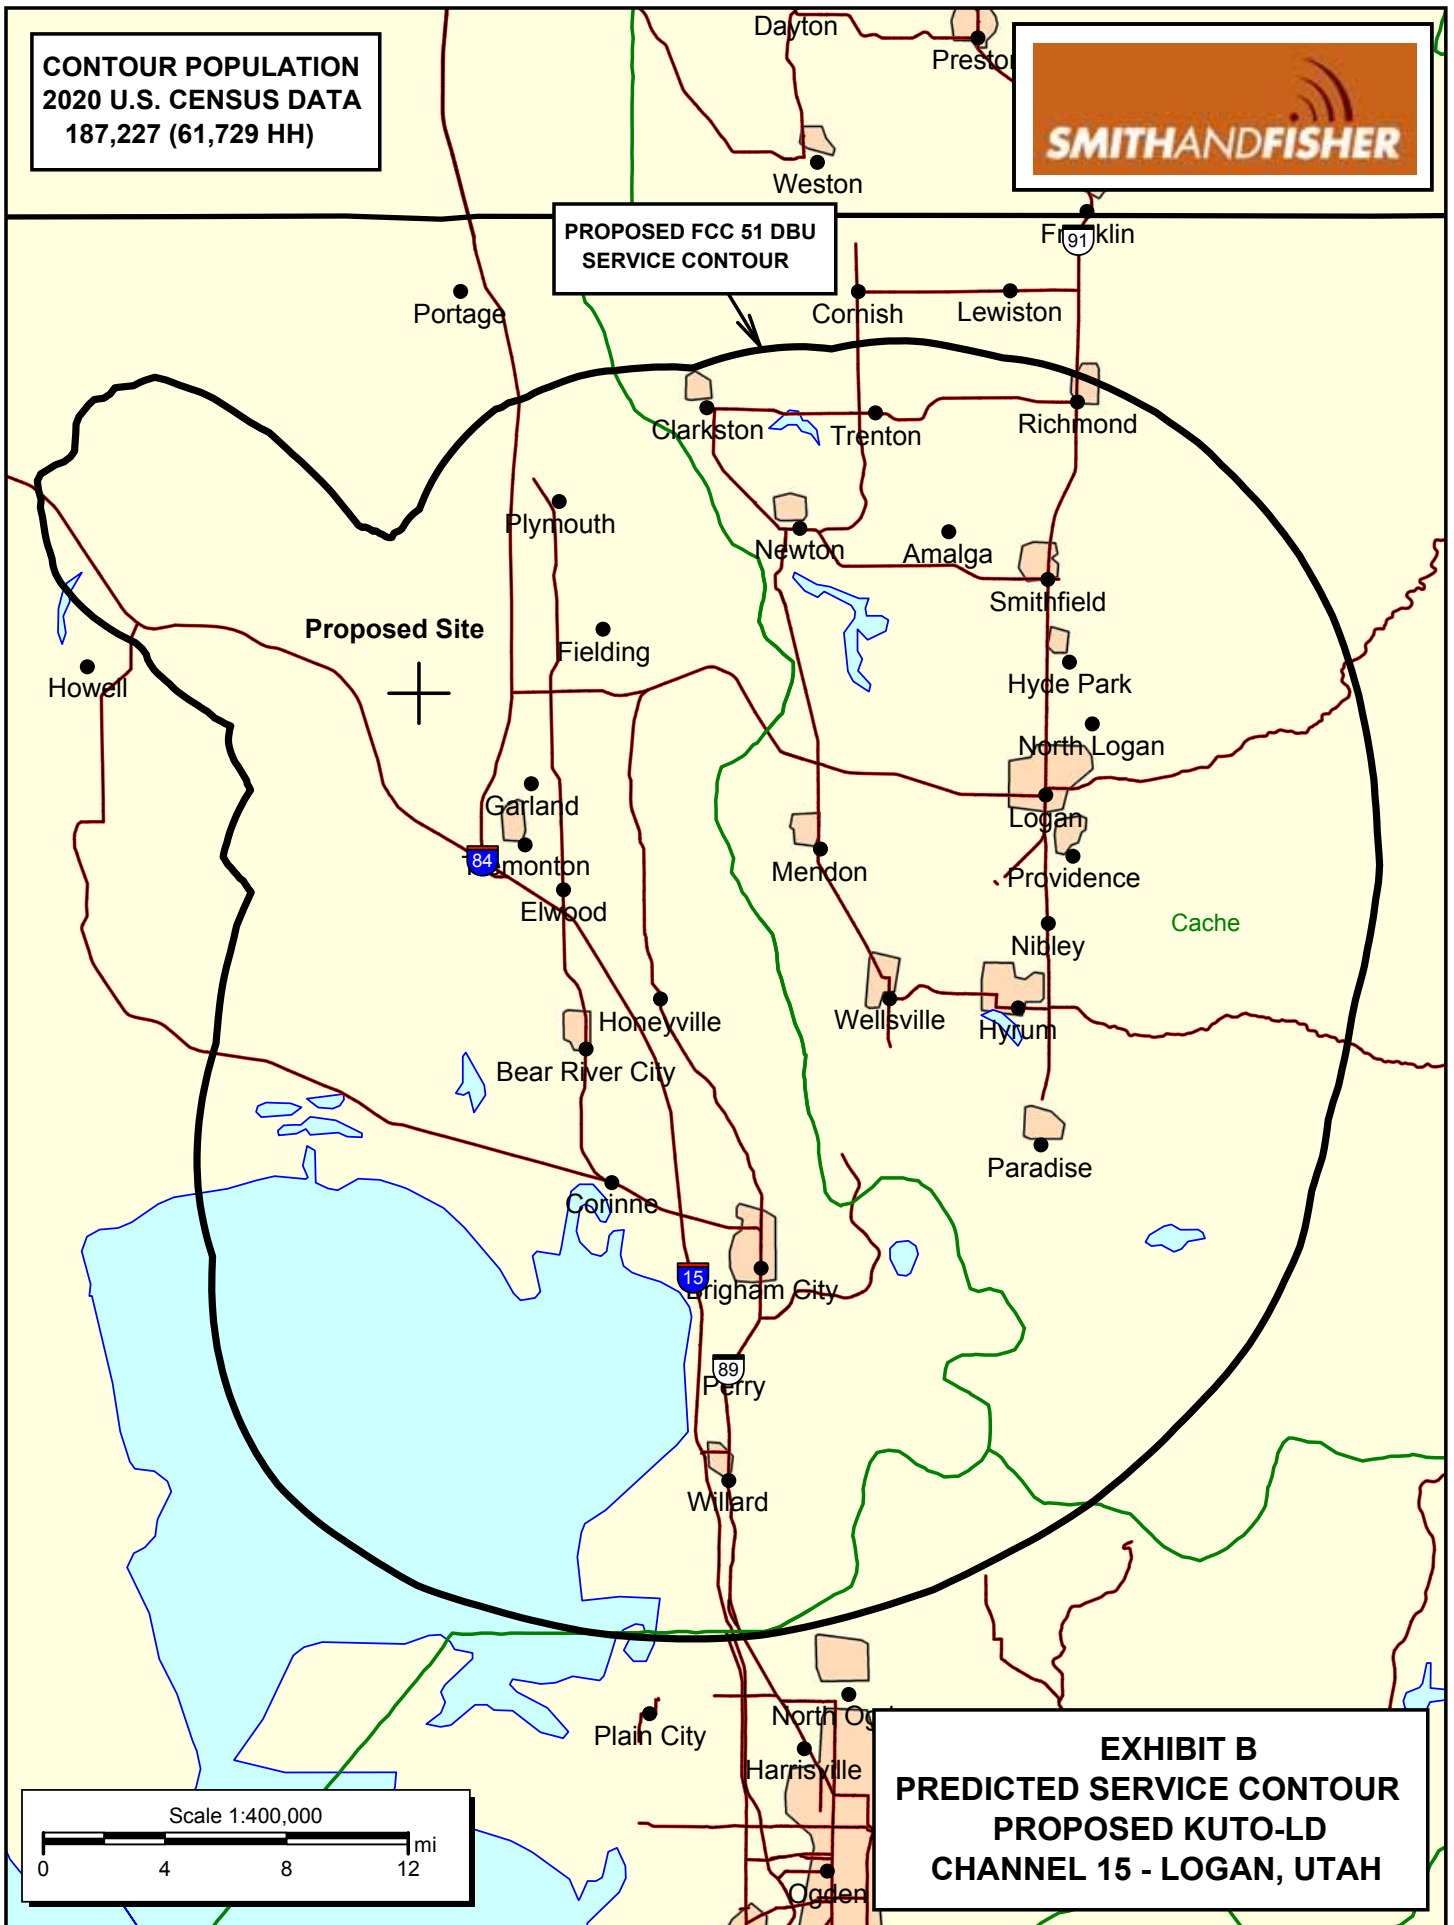 Dayton
CONTOUR POPULATION
2020 U.S. CENSUS DATA
187,227 (61,729 HH)
Presto
SMITHANDFISHER
Weston
PROPOSED FCC 51 DBU
SERVICE CONTOUR
Fr klin
91
Portage
Cornish
Lewiston
Clarkston
Trenton
Richmond
Plymouth
Newton
Amalga
Smithfield
Proposed Site
Fielding
Howell
Hyde Park
North Logan
Garland
Logan
84
Tremonton
Mendon
Providence
Elwood
Cache
Nibley
Honeyville
Wellsville
Hyrum
Bear River City
Paradise
Corinne
15
Brigham City
89
Perry
Willard
North Og
Plain City
Harrisville
Ogden
EXHIBIT B
PREDICTED SERVICE CONTOUR
PROPOSED KUTO-LD
CHANNEL 15 - LOGAN, UTAH
Scale 1:400,000
mi
0 4 8 12